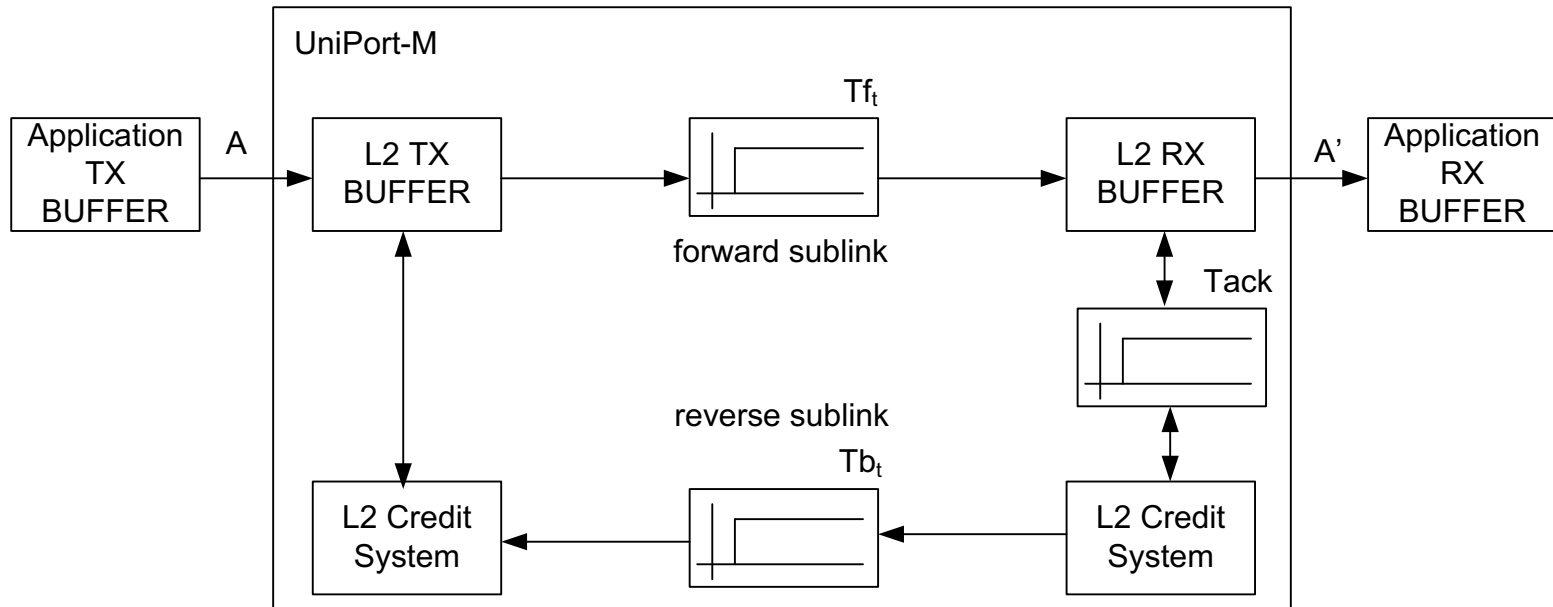 UniPort-M
Tfₜ
Application
TX
BUFFER
A
L2 TX
BUFFER
L2 RX
BUFFER
A’
Application
RX
BUFFER
forward sublink
Tack
reverse sublink
Tbₜ
L2 Credit
System
L2 Credit
System